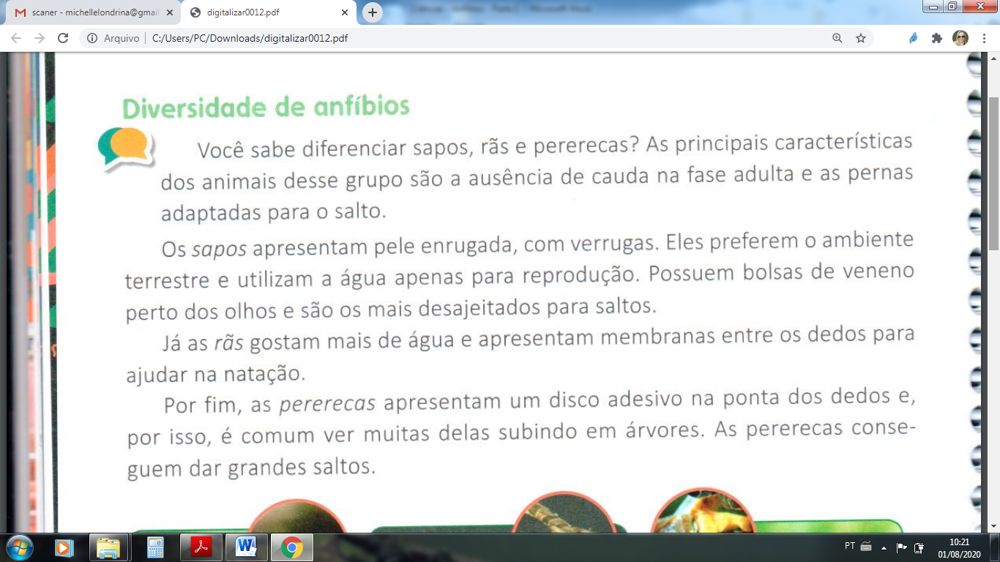 scaner - michellelondrina@gmail
digitalizar0012.pdf
Arquivo
C:/Users/PC/Downloads/digitalizar0012.pdf
Diversidade de anfíbios
Você sabe diferenciar sapos, rãs e pererecas? As principais características
dos animais desse grupo são a ausência de cauda na fase adulta e as pernas
adaptadas para o salto.
Os sapos apresentam pele enrugada, com verrugas. Eles preferem o ambiente
terrestre e utilizam a água apenas para reprodução. Possuem bolsas de veneno
perto dos olhos e são os mais desajeitados para saltos.
Já as rãs gostam mais de água e apresentam membranas entre os dedos para
ajudar na natação.
Por fim, as pererecas apresentam um disco adesivo na ponta dos dedos e,
por isso, é comum ver muitas delas subindo em árvores. As pererecas conse-
guem dar grandes saltos.
PT
10:21
01/08/2020